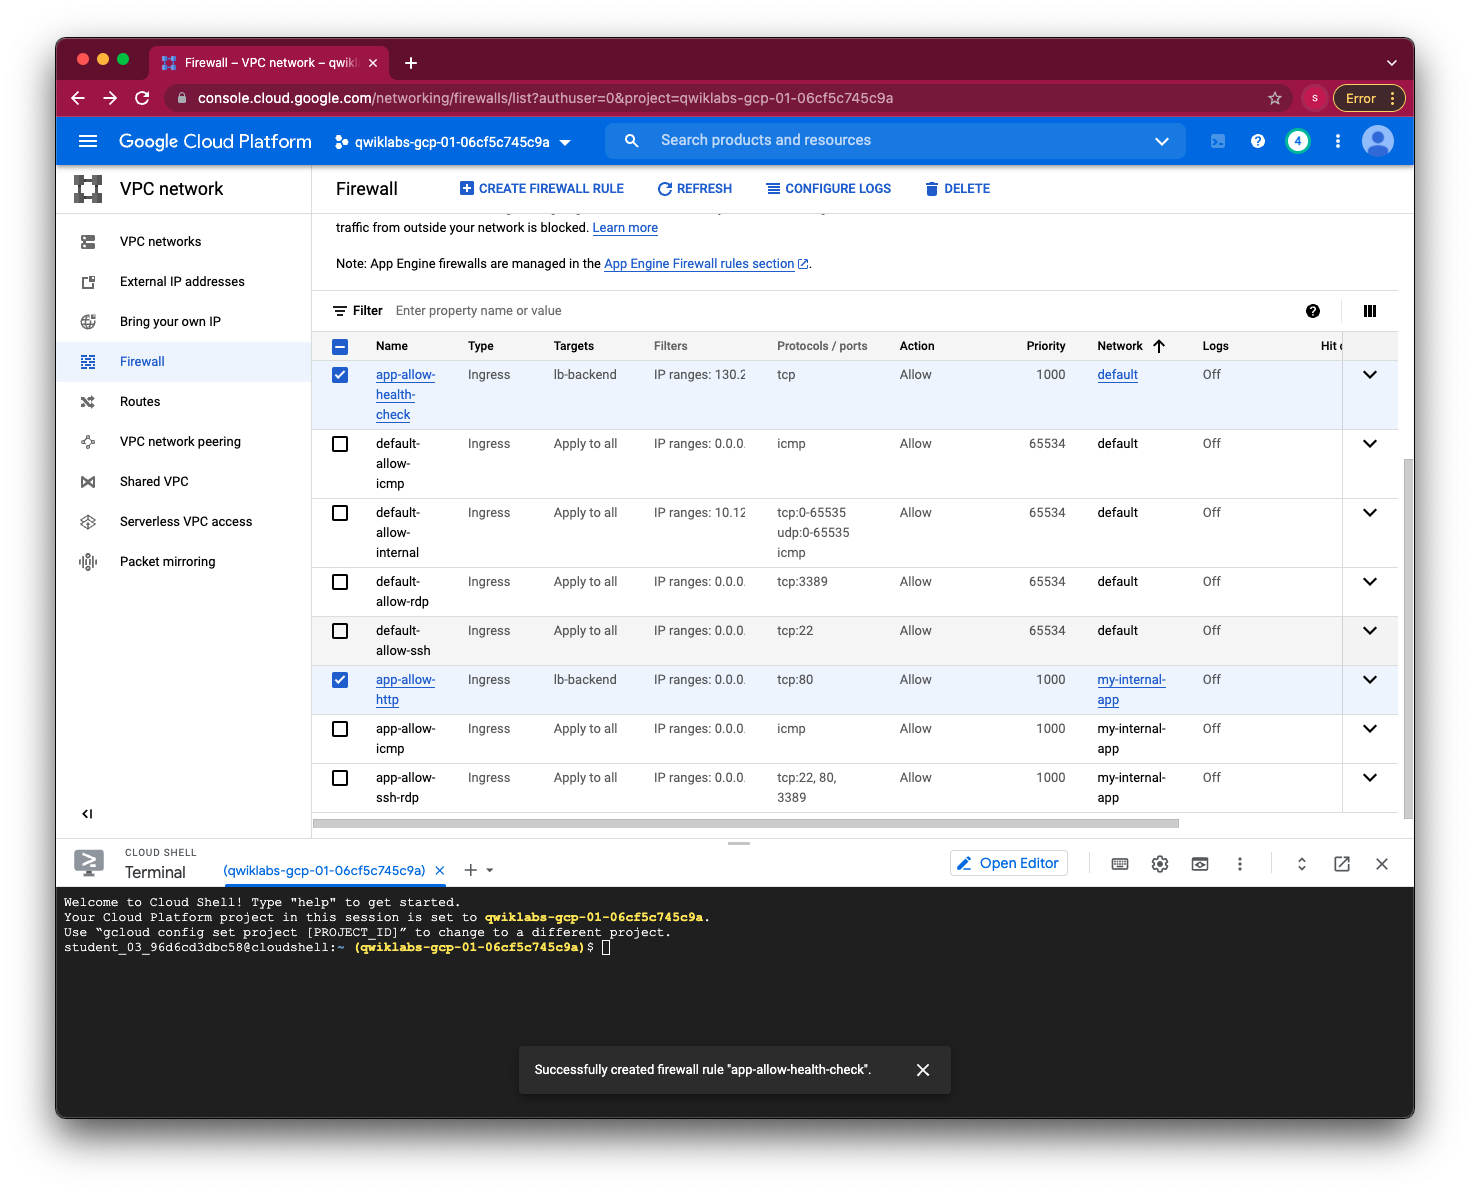 Firewall – VPC network – qwikl
console.cloud.google.com/networking/firewalls/list?authuser=0&project=qwiklabs-gcp-01-06cf5c745c9a
S
Error
Google Cloud Platform
qwiklabs-gcp-01-06cf5c745c9a
Search products and resources
4
VPC network
Firewall
CREATE FIREWALL RULE
REFRESH
CONFIGURE LOGS
DELETE
VPC networks
External IP addresses
Bring your own IP
Firewall
Routes
VPC network peering
Shared VPC
Serverless VPC access
Packet mirroring
traffic from outside your network is blocked. Learn more
Note: App Engine firewalls are managed in the App Engine Firewall rules section.
Filter Enter property name or value
Name Type Targets Filters Protocols / ports Action Priority Network Logs Hit
app-allow- Ingress lb-backend IP ranges: 130.2 tcp Allow 1000 default Off
health-
check
default- Ingress Apply to all IP ranges: 0.0.0. icmp Allow 65534 default Off
allow-
icmp
default- Ingress Apply to all IP ranges: 10.12 tcp:0-65535 Allow 65534 default Off
allow- udp:0-65535
internal icmp
default- Ingress Apply to all IP ranges: 0.0.0. tcp:3389 Allow 65534 default Off
allow-rdp
default- Ingress Apply to all IP ranges: 0.0.0. tcp:22 Allow 65534 default Off
allow-ssh
app-allow- Ingress lb-backend IP ranges: 0.0.0. tcp:80 Allow 1000 my-internal- Off
http app
app-allow- Ingress Apply to all IP ranges: 0.0.0. icmp Allow 1000 my-internal- Off
icmp app
app-allow- Ingress Apply to all IP ranges: 0.0.0. tcp:22, 80, Allow 1000 my-internal- Off
ssh-rdp 3389 app
CLOUD SHELL
Terminal
(qwiklabs-gcp-01-06cf5c745c9a)
Open Editor
Welcome to Cloud Shell! Type "help" to get started.
Your Cloud Platform project in this session is set to qwiklabs-gcp-01-06cf5c745c9a.
Use “gcloud config set project [PROJECT_ID]” to change to a different project.
student_03_96d6cd3dbc58@cloudshell:~ (qwiklabs-gcp-01-06cf5c745c9a)$
Successfully created firewall rule "app-allow-health-check".